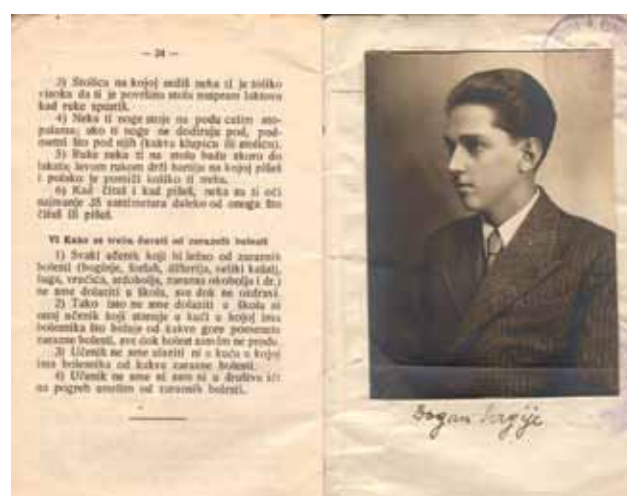 — 24 —
3) Stolica na kojoj sediš neka ti je toliko
visoka da ti je površina stola naspram laktova
kad ruke spustiš.
4) Neka ti noge stoje na podu celim sto-
palama; ako ti noge ne dodiruju pod, pod-
metni što pod njih (kakvu klupicu ili stolicu).
5) Ruke neka ti na stolu budu skoro do
lakata; levom rukom drži hartiju na kojoj pišeš
i polako je pomiči koliko ti treba.
6) Kad čitaš i kad pišeš, neka su ti oči
najmanje 35 santimetara daleko od onoga što
čitaš ili pišeš.
VI Kako se treba čuvati od zaraznih bolesti
1) Svaki učenik koji bi ležao od zaraznih
bolesti (boginje, šarlah, difterija, veliki kašalj,
šuga, vrućica, srdobolja, zarazna okobolja i dr.)
ne sme dolaziti u školu, sve dok ne ozdravi.
2) Tako isto ne sme dolaziti u školu ni
onaj učenik koji stanuje u kući u kojoj ima
bolesnika što boluje od kakve gore pomenute
zarazne bolesti, sve dok bolest sasvim ne prođe.
3) Učenik ne sme ulaziti ni u kuću u kojoj
ima bolesnika od kakve zarazne bolesti.
4) Učenik ne sme ni sam ni u društvu ići
na pogreb umrlim od zaraznih bolesti.